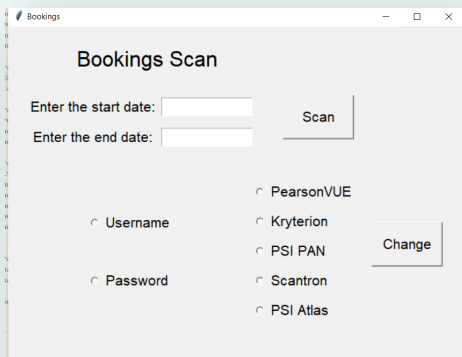 Bookings
Bookings Scan
Enter the start date:
Scan
Enter the end date:
PearsonVUE
Username
Kryterion
PSI PAN
Change
Password
Scantron
PSI Atlas